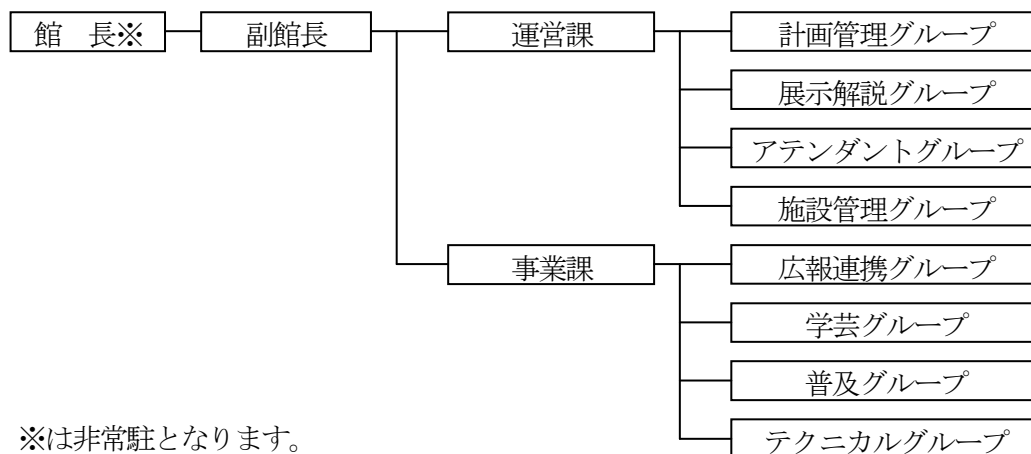 館　長※ 副館長 運営課 計画管理グループ
展示解説グループ
アテンダントグループ
施設管理グループ
事業課 広報連携グループ
学芸グループ
普及グループ
※は非常駐となります。
テクニカルグループ